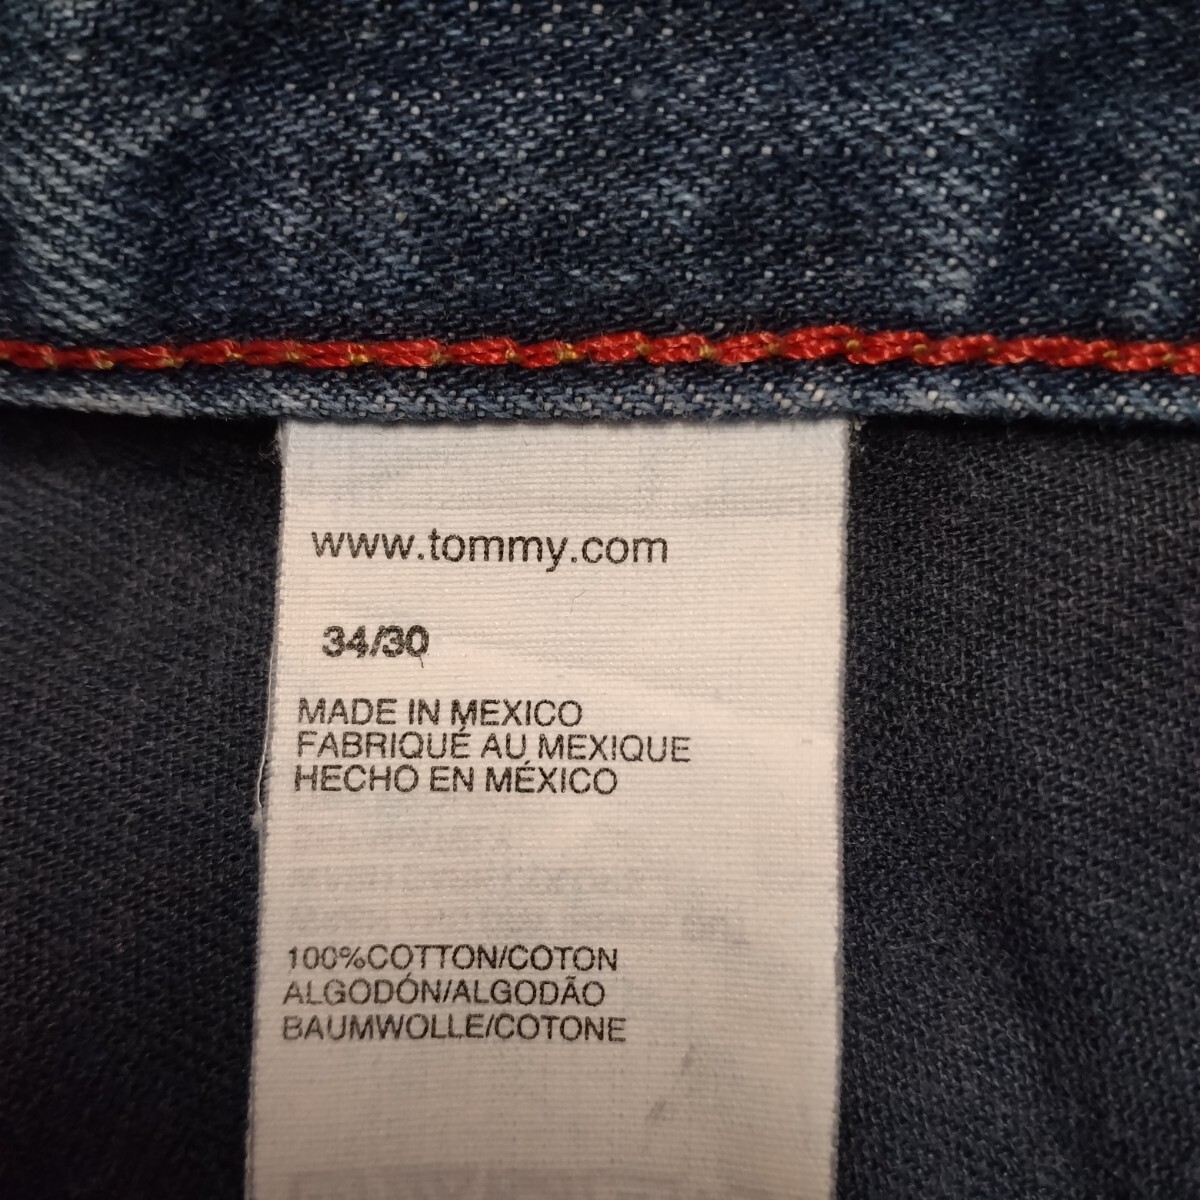 www.tommy.com
34/30
MADE IN MEXICO
FABRIQUÉ AU MEXIQUE
HECHO EN MÉXICO
100%COTTON/COTON
ALGODÓN/ALGODÃO
BAUMWOLLE/COTONE